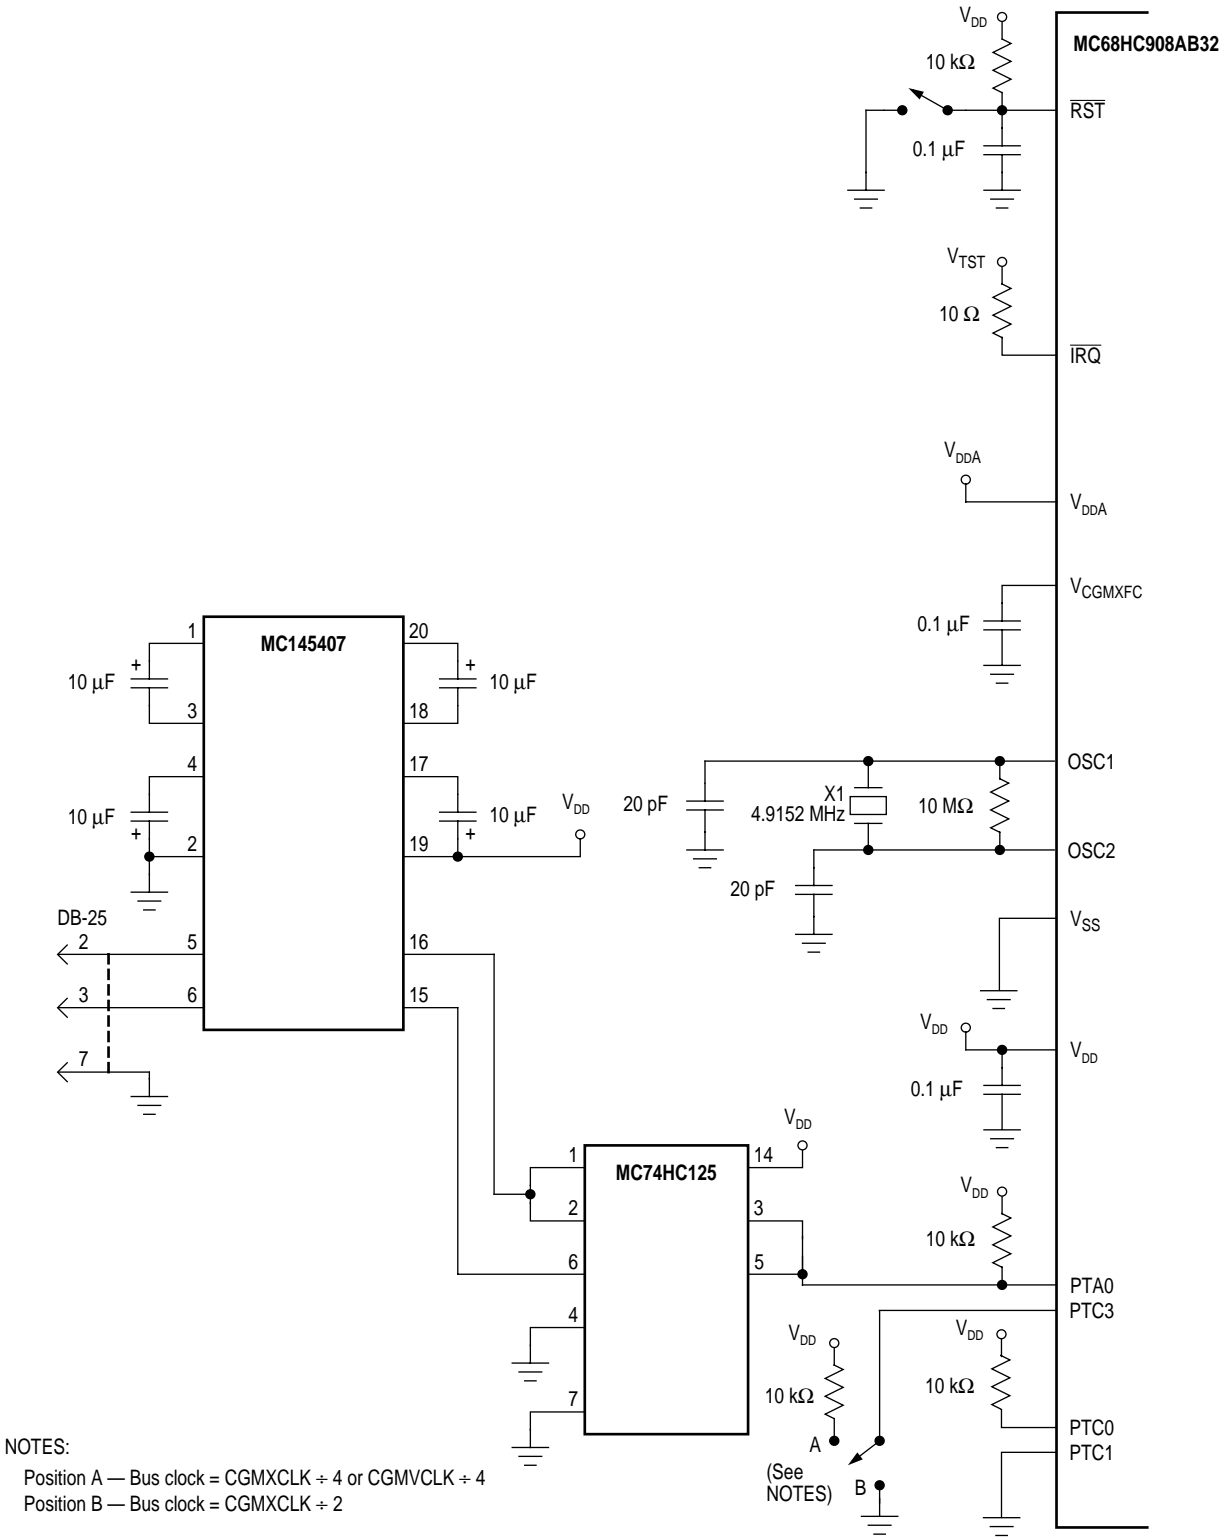 V_DD
MC68HC908AB32
10 kΩ
R̅S̅T̅
0.1 µF
V_TST
10 Ω
I̅R̅Q̅
V_DDA
V_DDA
V_CGMXFC
0.1 µF
MC145407
1
20
+
10 µF
+
10 µF
3
18
4
17
10 µF
+
10 µF
+
V_DD
2
19
OSC1
20 pF
X1
4.9152 MHz
10 MΩ
OSC2
20 pF
V_SS
DB-25
2
5
16
3
6
15
7
V_DD
V_DD
0.1 µF
V_DD
MC74HC125
1
14
2
3
6
5
4
7
V_DD
10 kΩ
PTA0
PTC3
V_DD
10 kΩ
V_DD
10 kΩ
PTC0
PTC1
A
(See
NOTES)
B
NOTES:
Position A — Bus clock = CGMXCLK ÷ 4 or CGMVCLK ÷ 4
Position B — Bus clock = CGMXCLK ÷ 2